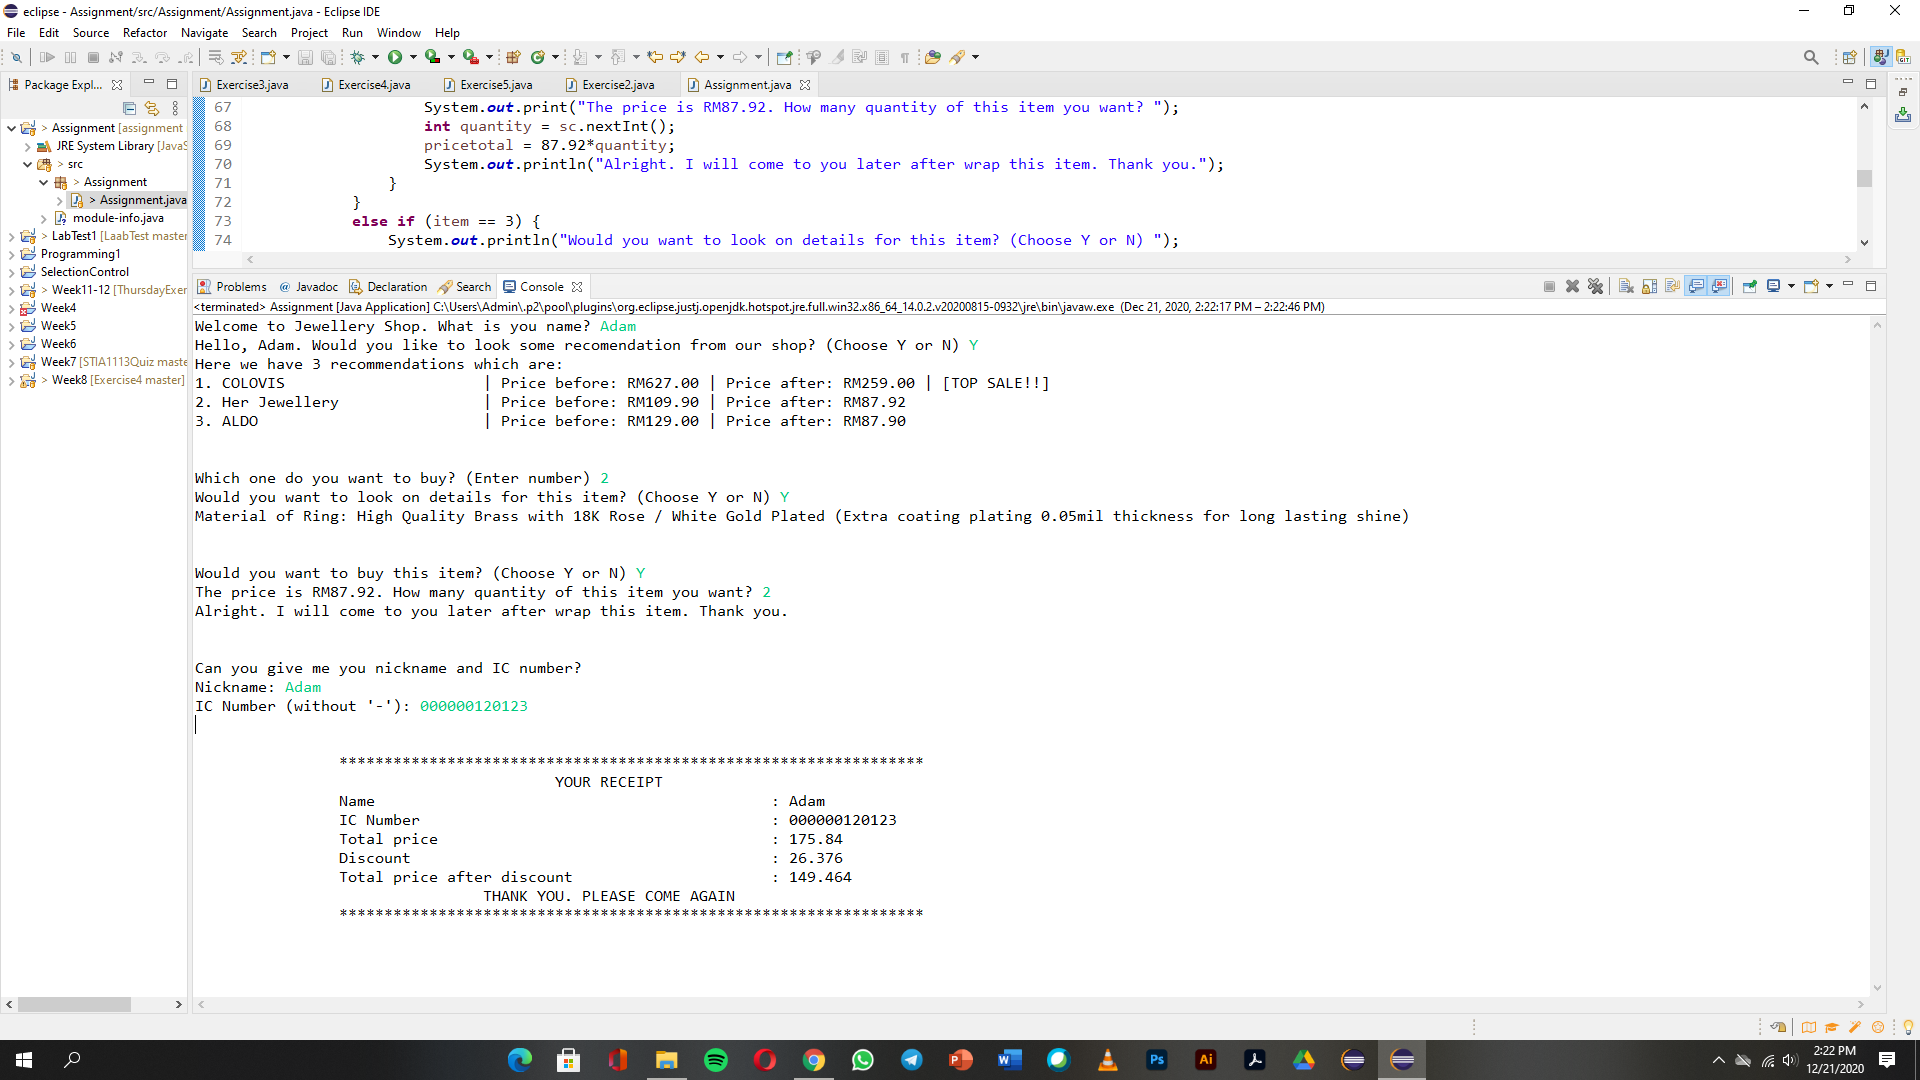 eclipse - Assignment/src/Assignment/Assignment.java - Eclipse IDE
File Edit Source Refactor Navigate Search Project Run Window Help
Package Expl...
Exercise3.java Exercise4.java Exercise5.java Exercise2.java Assignment.java
> Assignment [assignment
JRE System Library [JavaS
> src
> Assignment
> Assignment.java
module-info.java
> LabTest1 [LaabTest master
Programming1
SelectionControl
> Week11-12 [ThursdayExer
Week4
Week5
Week6
Week7 [STIA1113Quiz maste
> Week8 [Exercise4 master]
67 System.out.print("The price is RM87.92. How many quantity of this item you want? ");
68 int quantity = sc.nextInt();
69 pricetotal = 87.92*quantity;
70 System.out.println("Alright. I will come to you later after wrap this item. Thank you.");
71 }
72 }
73 else if (item == 3) {
74 System.out.println("Would you want to look on details for this item? (Choose Y or N) ");
Problems @ Javadoc Declaration Search Console
<terminated> Assignment [Java Application] C:\Users\Admin\.p2\pool\plugins\org.eclipse.justj.openjdk.hotspot.jre.full.win32.x86_64_14.0.2.v20200815-0932\jre\bin\javaw.exe (Dec 21, 2020, 2:22:17 PM – 2:22:46 PM)
Welcome to Jewellery Shop. What is you name? Adam
Hello, Adam. Would you like to look some recomendation from our shop? (Choose Y or N) Y
Here we have 3 recommendations which are:
1. COLOVIS | Price before: RM627.00 | Price after: RM259.00 | [TOP SALE!!]
2. Her Jewellery | Price before: RM109.90 | Price after: RM87.92
3. ALDO | Price before: RM129.00 | Price after: RM87.90
Which one do you want to buy? (Enter number) 2
Would you want to look on details for this item? (Choose Y or N) Y
Material of Ring: High Quality Brass with 18K Rose / White Gold Plated (Extra coating plating 0.05mil thickness for long lasting shine)
Would you want to buy this item? (Choose Y or N) Y
The price is RM87.92. How many quantity of this item you want? 2
Alright. I will come to you later after wrap this item. Thank you.
Can you give me you nickname and IC number?
Nickname: Adam
IC Number (without '-'): 000000120123
*****************************************************************
YOUR RECEIPT
Name : Adam
IC Number : 000000120123
Total price : 175.84
Discount : 26.376
Total price after discount : 149.464
THANK YOU. PLEASE COME AGAIN
*****************************************************************
Ps Ai
2:22 PM
12/21/2020